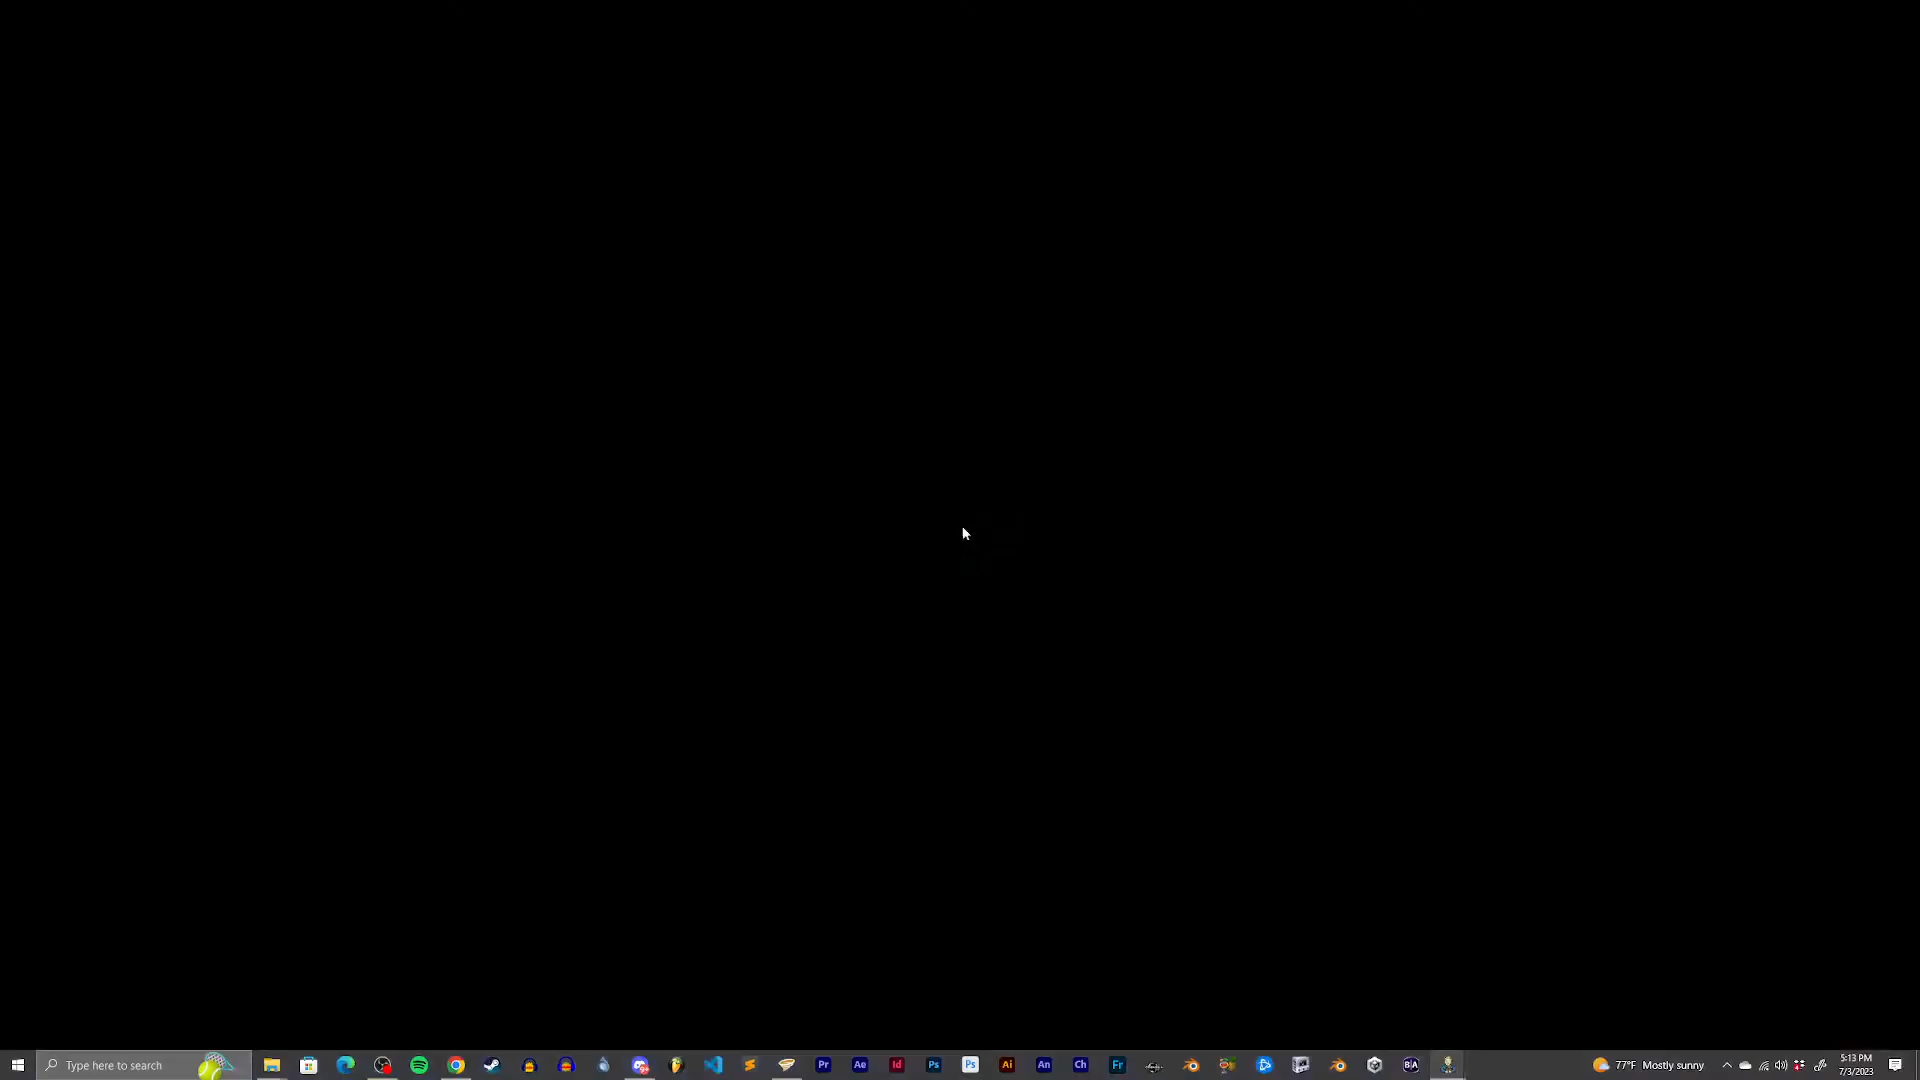 Type here to search
Pr
Ae
Id
Ps
Ps
Ai
An
Ch
Fr
BA
77°F Mostly sunny
5:13 PM
7/3/2023